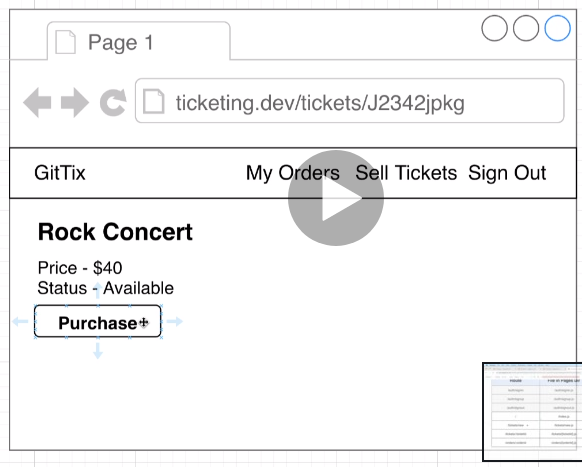 Page 1
ticketing.dev/tickets/J2342jpkg
GitTix My Orders Sell Tickets Sign Out
Rock Concert
Price - $40
Status - Available
Purchase